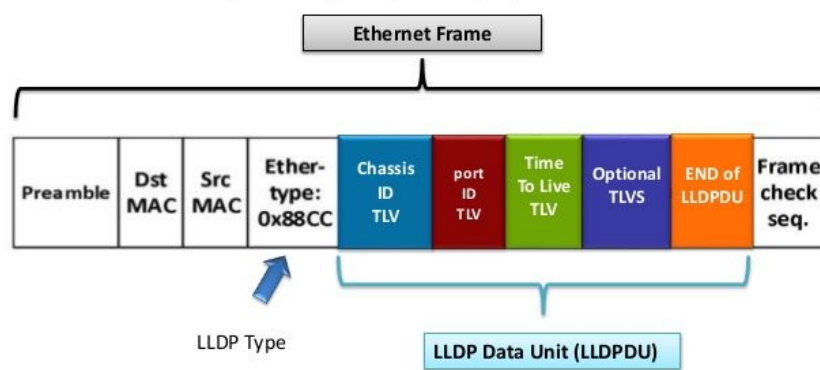 Ethernet Frame
Preamble
Dst
MAC
Src
MAC
Ether-
type:
0x88CC
Chassis
ID
TLV
port
ID
TLV
Time
To Live
TLV
Optional
TLVS
END of
LLDPDU
Frame
check
seq.
LLDP Type
LLDP Data Unit (LLDPDU)